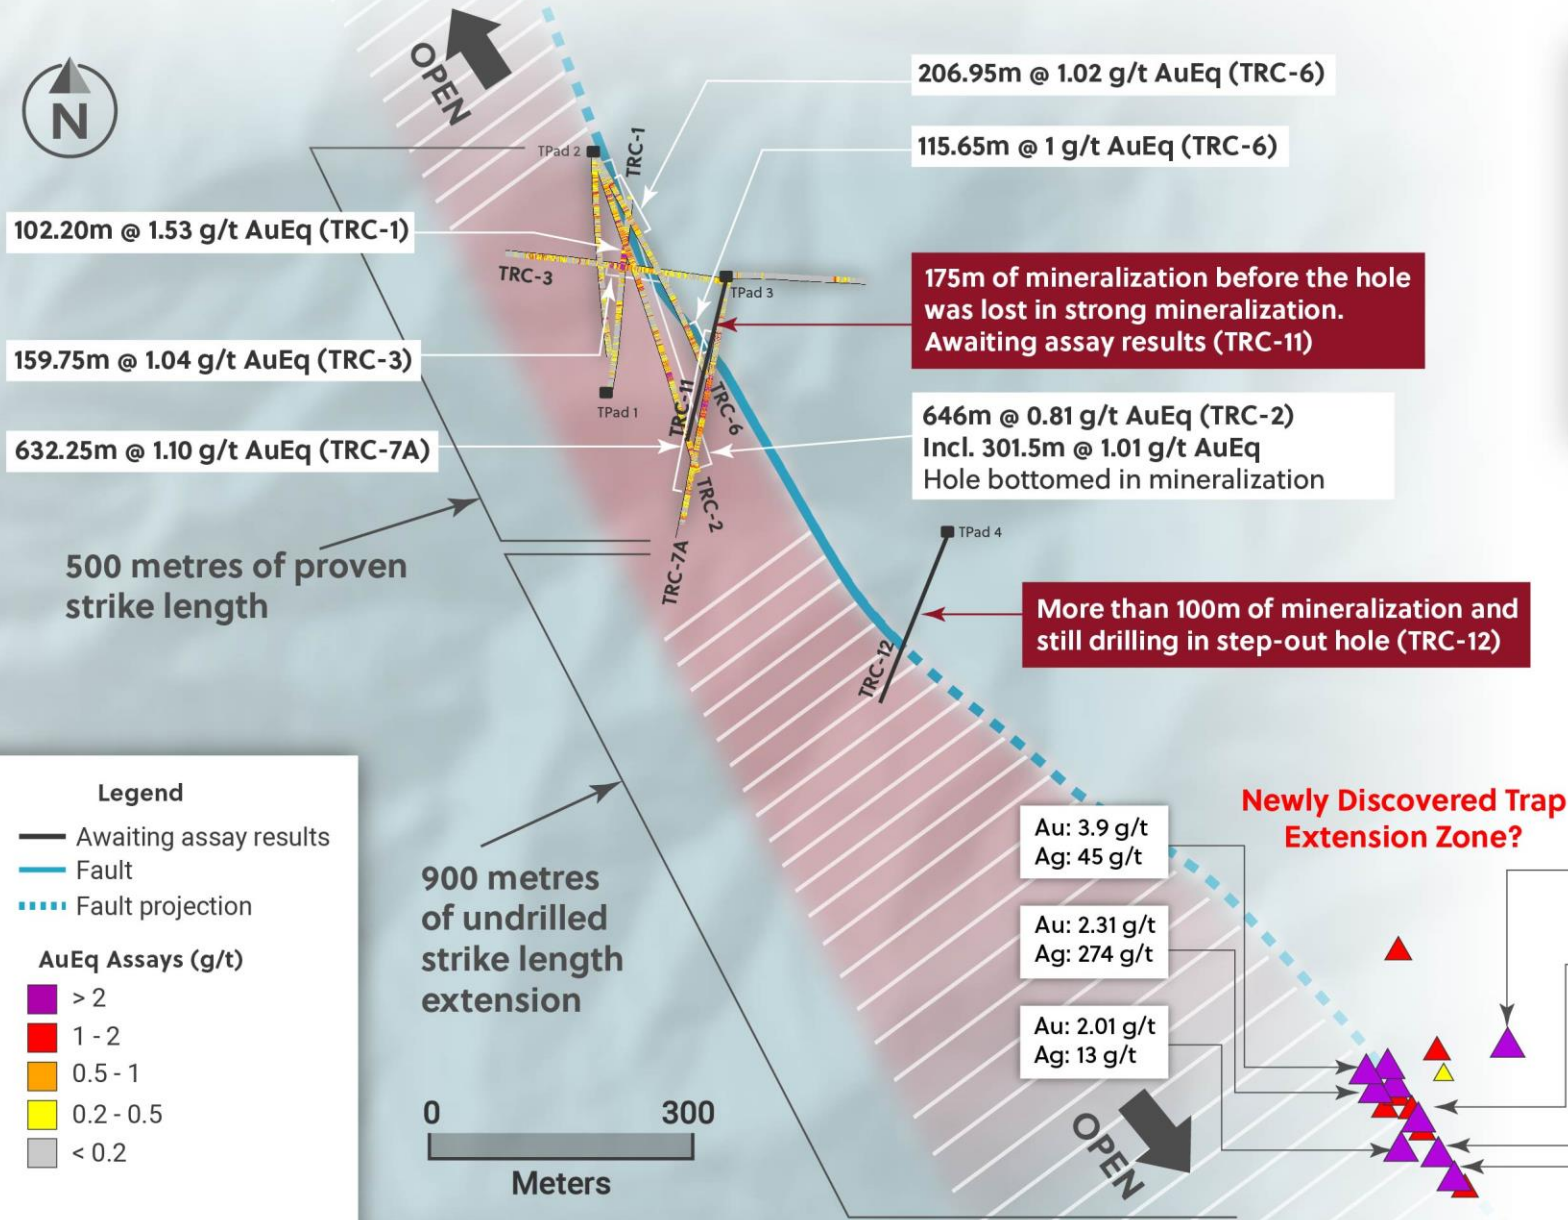 OPEN
N
206.95m @ 1.02 g/t AuEq (TRC-6)
115.65m @ 1 g/t AuEq (TRC-6)
TPad 2
TRC-1
102.20m @ 1.53 g/t AuEq (TRC-1)
TRC-3
TPad 3
175m of mineralization before the hole
was lost in strong mineralization.
Awaiting assay results (TRC-11)
159.75m @ 1.04 g/t AuEq (TRC-3)
TPad 1
TRC-11
TRC-6
646m @ 0.81 g/t AuEq (TRC-2)
Incl. 301.5m @ 1.01 g/t AuEq
Hole bottomed in mineralization
632.25m @ 1.10 g/t AuEq (TRC-7A)
TRC-2
TRC-7A
TPad 4
500 metres of proven
strike length
More than 100m of mineralization and
still drilling in step-out hole (TRC-12)
TRC-12
Legend
Awaiting assay results
Fault
Fault projection
AuEq Assays (g/t)
> 2
1 - 2
0.5 - 1
0.2 - 0.5
< 0.2
900 metres
of undrilled
strike length
extension
Newly Discovered Trap
Extension Zone?
Au: 3.9 g/t
Ag: 45 g/t
Au: 2.31 g/t
Ag: 274 g/t
Au: 2.01 g/t
Ag: 13 g/t
OPEN
0 300
Meters